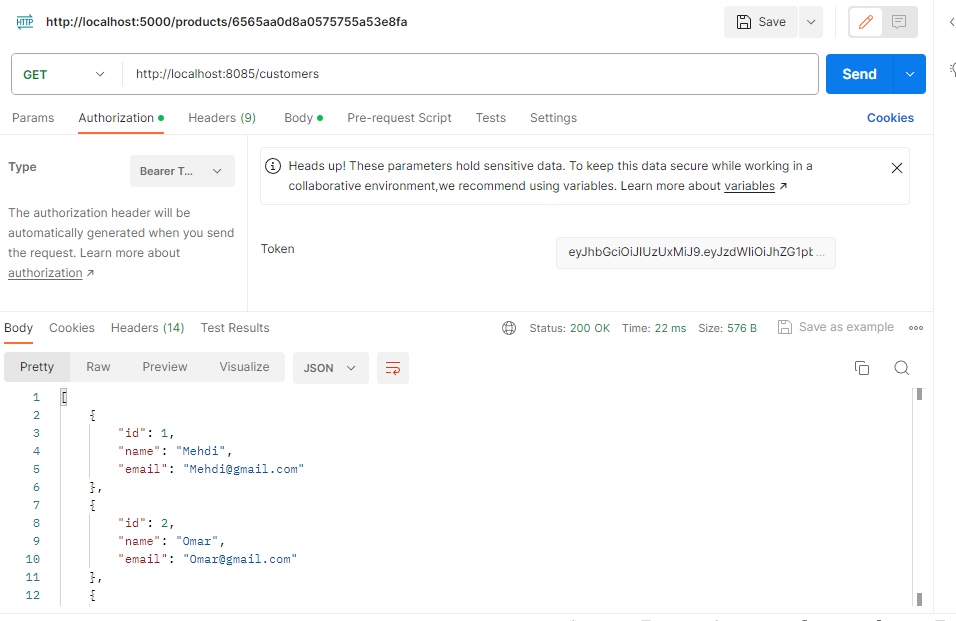 HTTP http://localhost:5000/products/6565aa0d8a0575755a53e8fa Save
GET http://localhost:8085/customers Send
Params Authorization Headers (9) Body Pre-request Script Tests Settings Cookies
Type Bearer T...
Heads up! These parameters hold sensitive data. To keep this data secure while working in a
collaborative environment,we recommend using variables. Learn more about variables ↗
The authorization header will be
automatically generated when you send
the request. Learn more about
authorization ↗
Token eyJhbGciOiJIUzUxMiJ9.eyJzdWIiOiJhZG1pb...
Body Cookies Headers (14) Test Results Status: 200 OK Time: 22 ms Size: 576 B Save as example
Pretty Raw Preview Visualize JSON
1 [
2 {
3 "id": 1,
4 "name": "Mehdi",
5 "email": "Mehdi@gmail.com"
6 },
7 {
8 "id": 2,
9 "name": "Omar",
10 "email": "Omar@gmail.com"
11 },
12 {